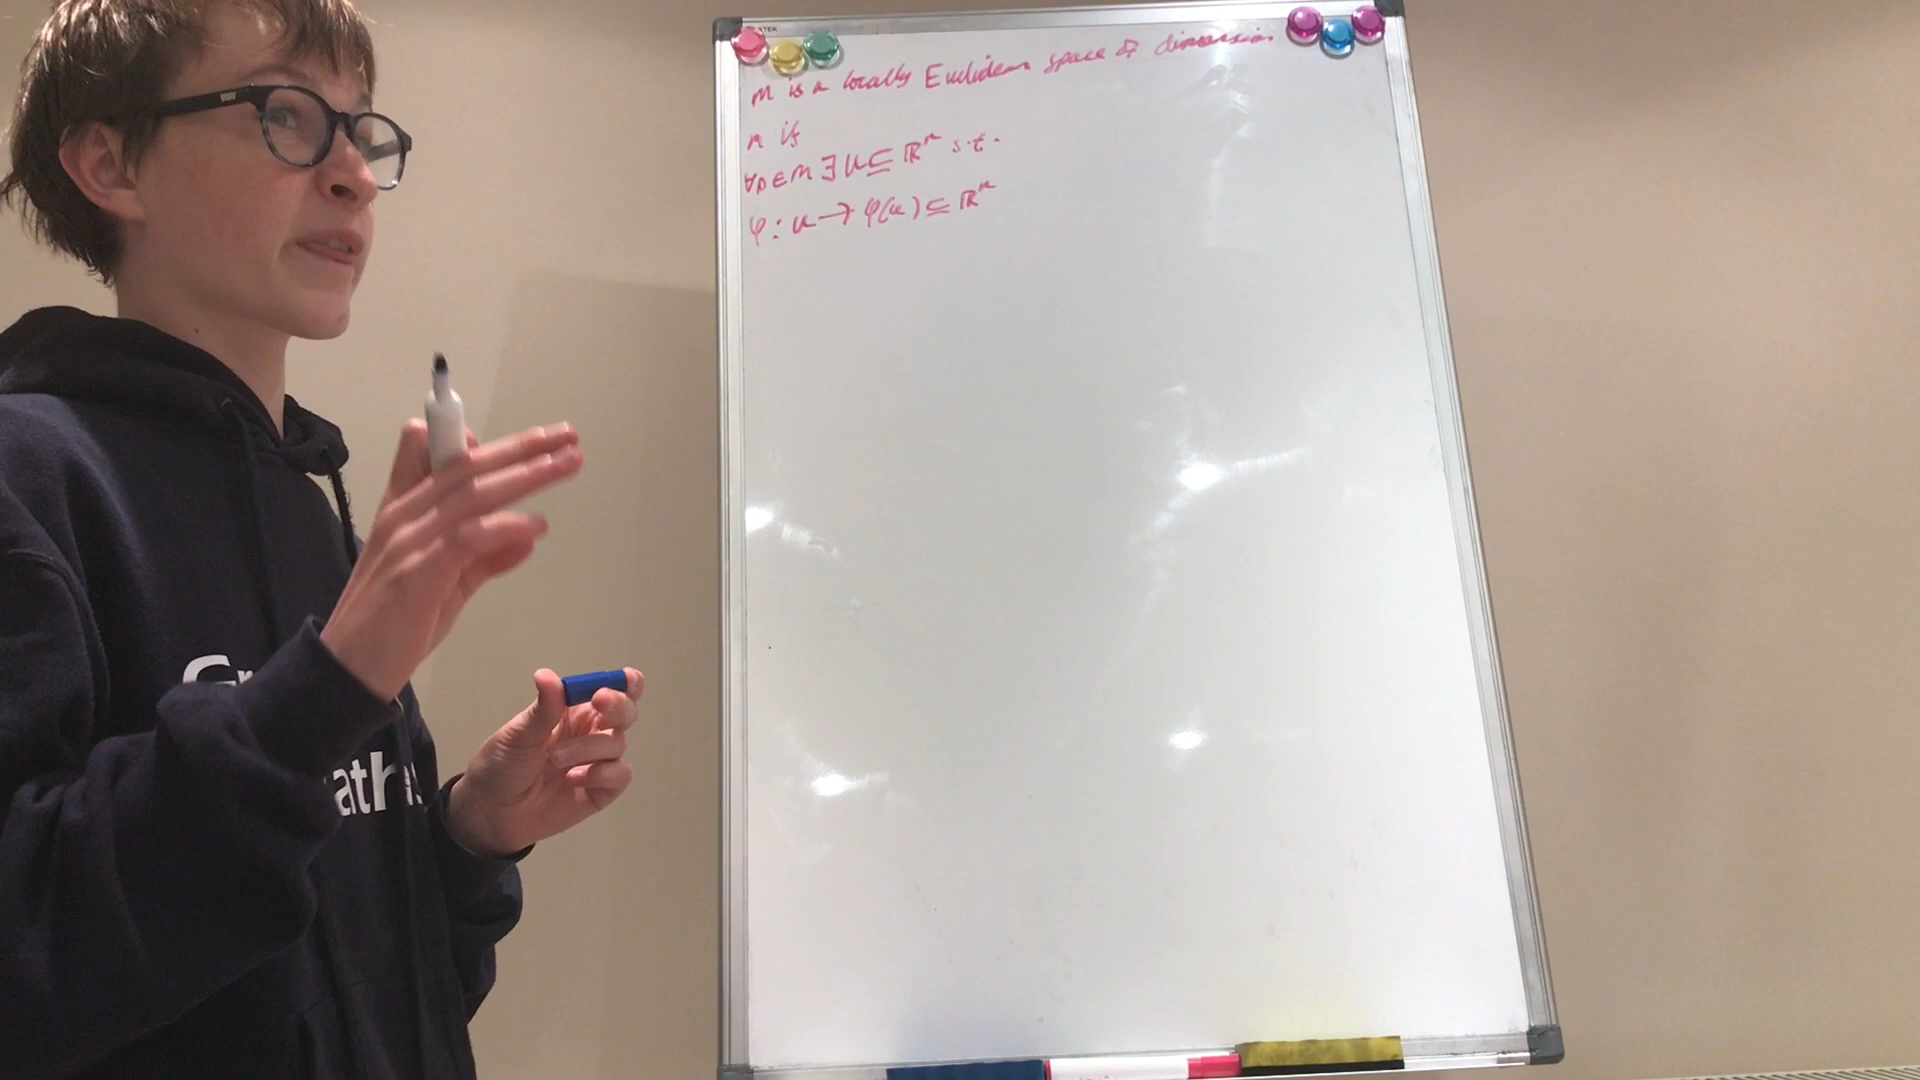 M is a locally Euclidean space of dimension
n if
∀p∈M ∃ U ⊆ ℝⁿ s.t.
φ: U → φ(U) ⊆ ℝⁿ